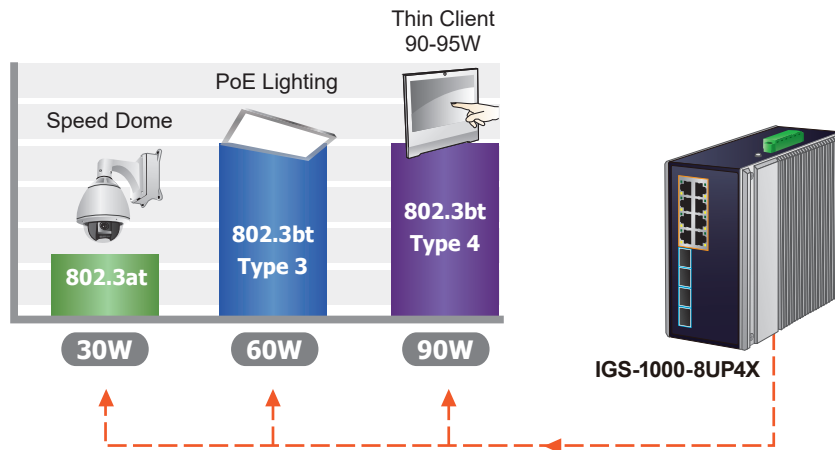 Thin Client
90-95W
PoE Lighting
Speed Dome
802.3at
802.3bt
Type 3
802.3bt
Type 4
30W
60W
90W
IGS-1000-8UP4X